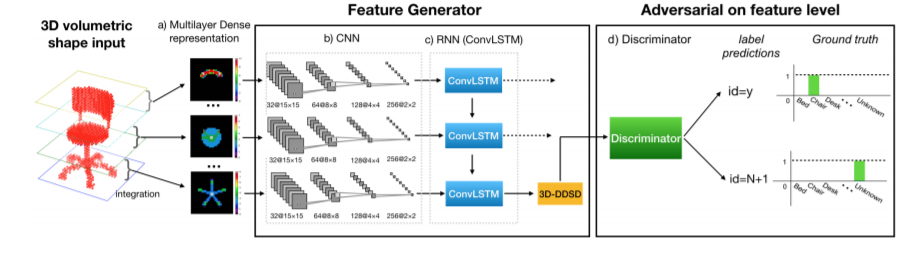 Feature Generator
Adversarial on feature level
3D volumetric
shape input
a) Multilayer Dense
representation
b) CNN
c) RNN (ConvLSTM)
d) Discriminator
label
predictions
Ground truth
ConvLSTM
32@15×15 64@8×8 128@4×4 256@2×2
ConvLSTM
32@15×15 64@8×8 128@4×4 256@2×2
ConvLSTM
32@15×15 64@8×8 128@4×4 256@2×2
integration
3D-DDSD
Discriminator
id=y
id=N+1
1
0
Bed
Chair
Desk
Unknown
1
0
Bed
Chair
Desk
Unknown